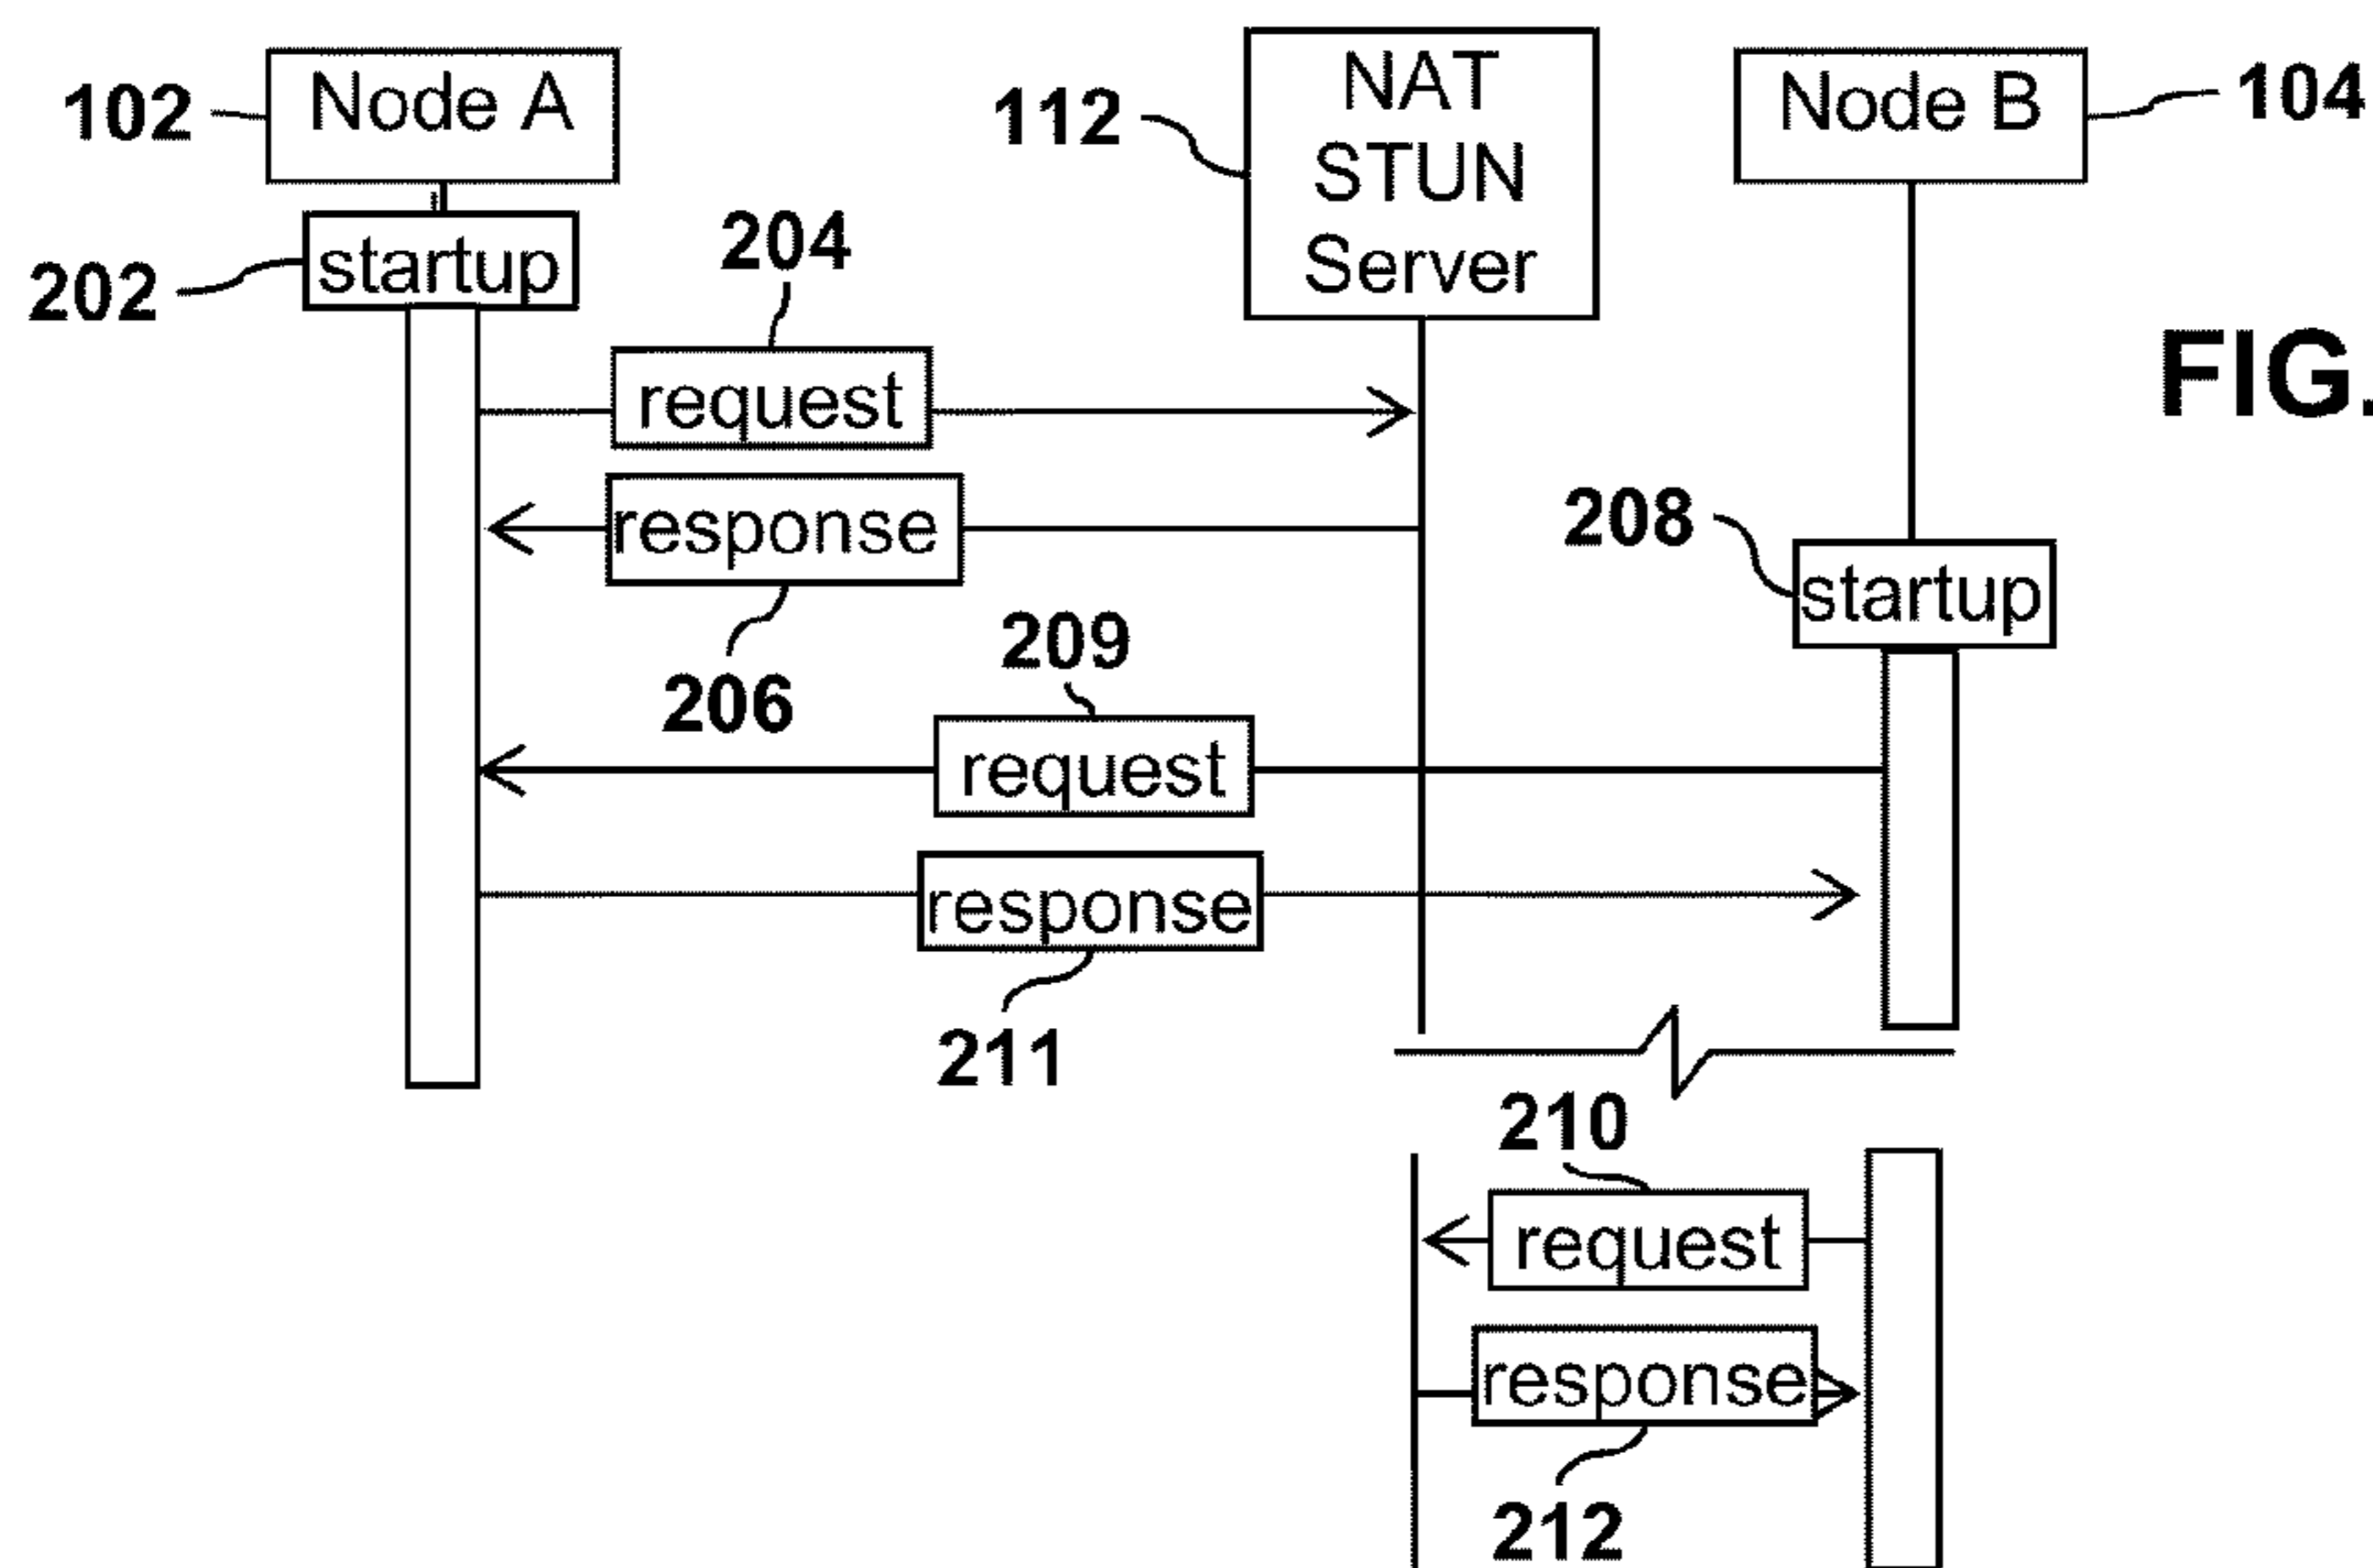 102
Node A
112
NAT
STUN
Server
Node B
104
202
startup
204
request
FIG.
response
206
208
startup
209
request
response
211
210
request
response
212